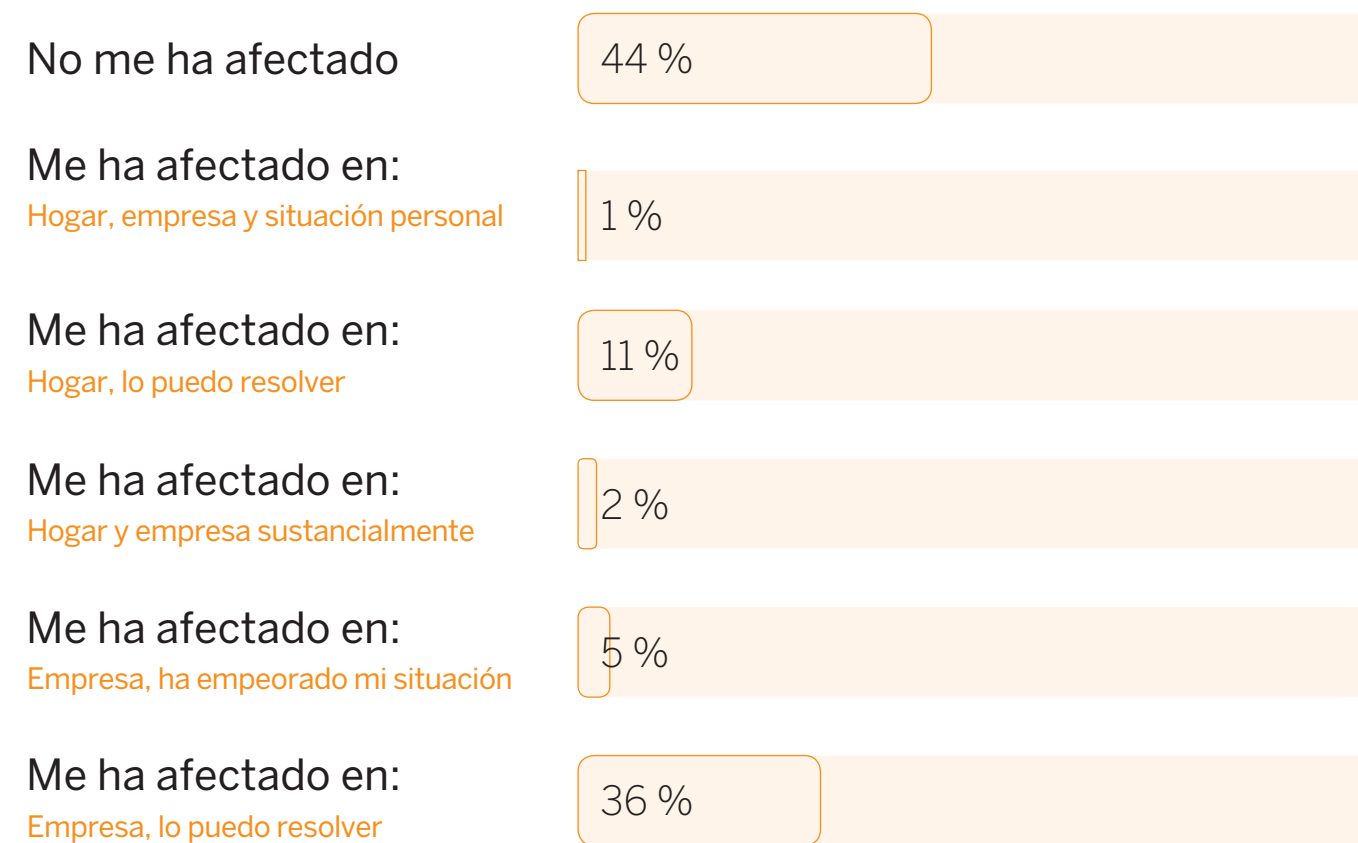 No me ha afectado
44 %
Me ha afectado en:
Hogar, empresa y situación personal
1 %
Me ha afectado en:
Hogar, lo puedo resolver
11 %
Me ha afectado en:
Hogar y empresa sustancialmente
2 %
Me ha afectado en:
Empresa, ha empeorado mi situación
5 %
Me ha afectado en:
Empresa, lo puedo resolver
36 %